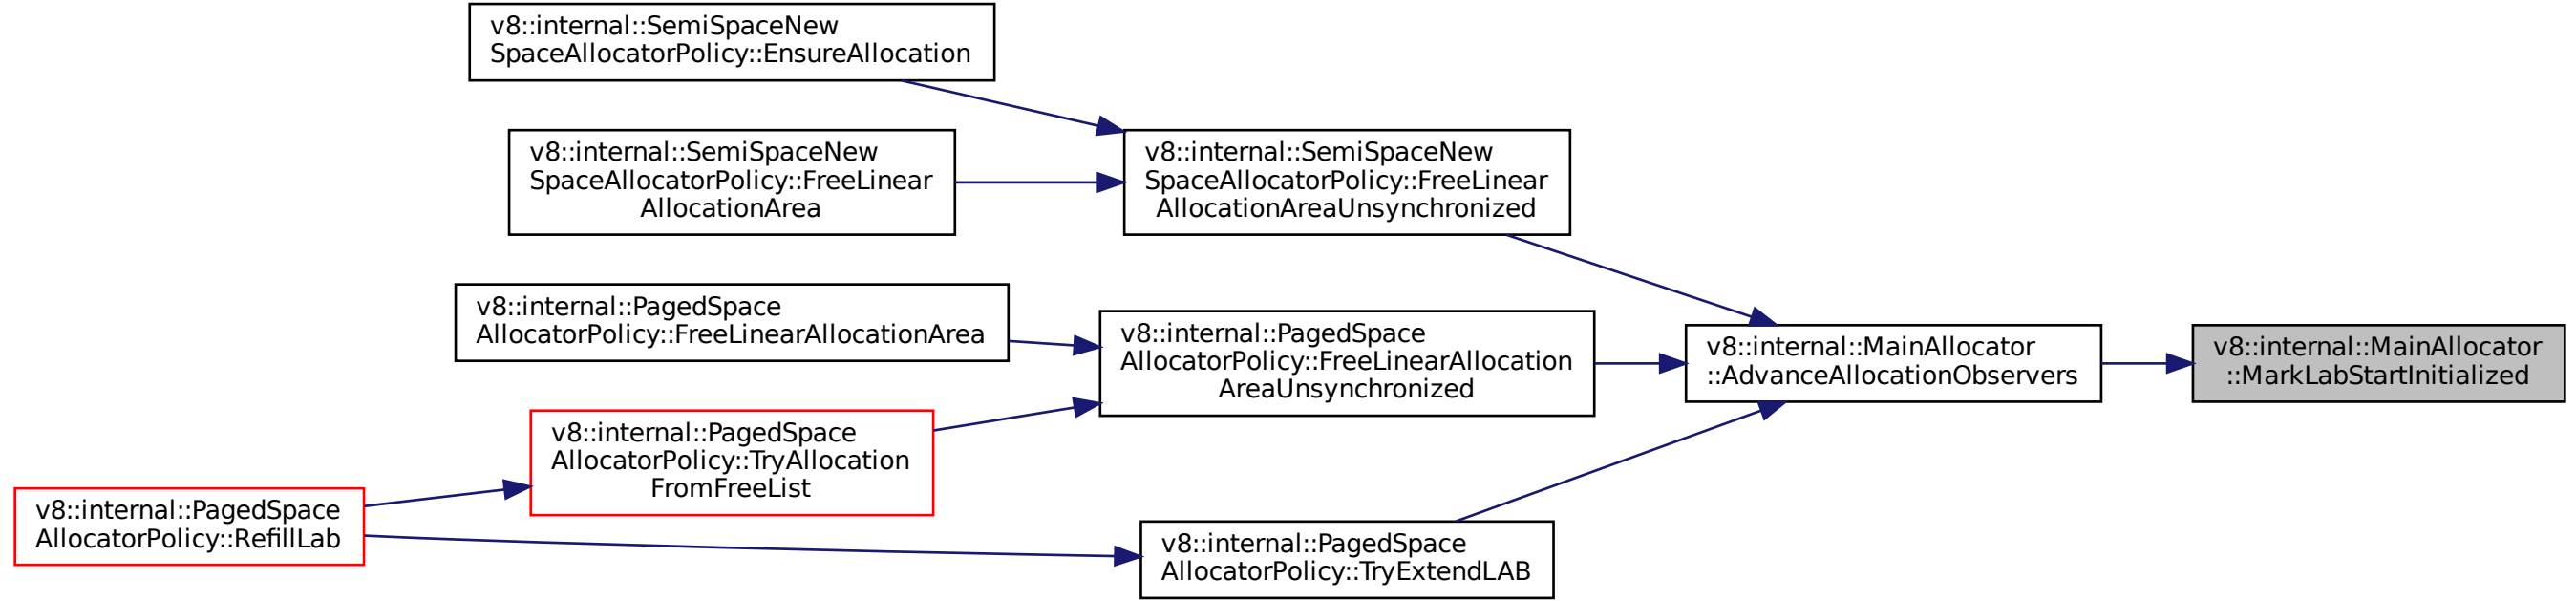 v8::internal::SemiSpaceNew
SpaceAllocatorPolicy::EnsureAllocation
v8::internal::SemiSpaceNew
SpaceAllocatorPolicy::FreeLinear
AllocationArea
v8::internal::SemiSpaceNew
SpaceAllocatorPolicy::FreeLinear
AllocationAreaUnsynchronized
v8::internal::PagedSpace
AllocatorPolicy::FreeLinearAllocationArea
v8::internal::PagedSpace
AllocatorPolicy::FreeLinearAllocation
AreaUnsynchronized
v8::internal::MainAllocator
::AdvanceAllocationObservers
v8::internal::MainAllocator
::MarkLabStartInitialized
v8::internal::PagedSpace
AllocatorPolicy::TryAllocation
FromFreeList
v8::internal::PagedSpace
AllocatorPolicy::RefillLab
v8::internal::PagedSpace
AllocatorPolicy::TryExtendLAB